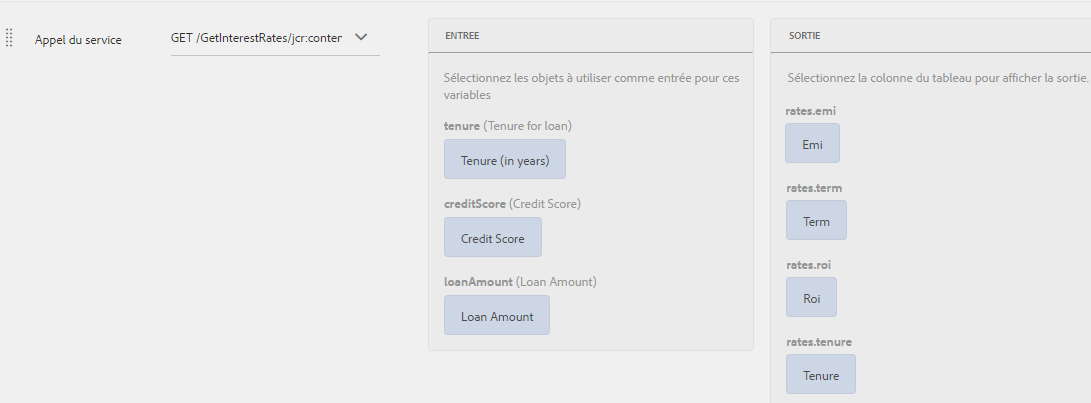 Appel du service
GET /GetInterestRates/jcr:conter
ENTREE
Sélectionnez les objets à utiliser comme entrée pour ces
variables
tenure (Tenure for loan)
Tenure (in years)
creditScore (Credit Score)
Credit Score
loanAmount (Loan Amount)
Loan Amount
SORTIE
Sélectionnez la colonne du tableau pour afficher la sortie.
rates.emi
Emi
rates.term
Term
rates.roi
Roi
rates.tenure
Tenure